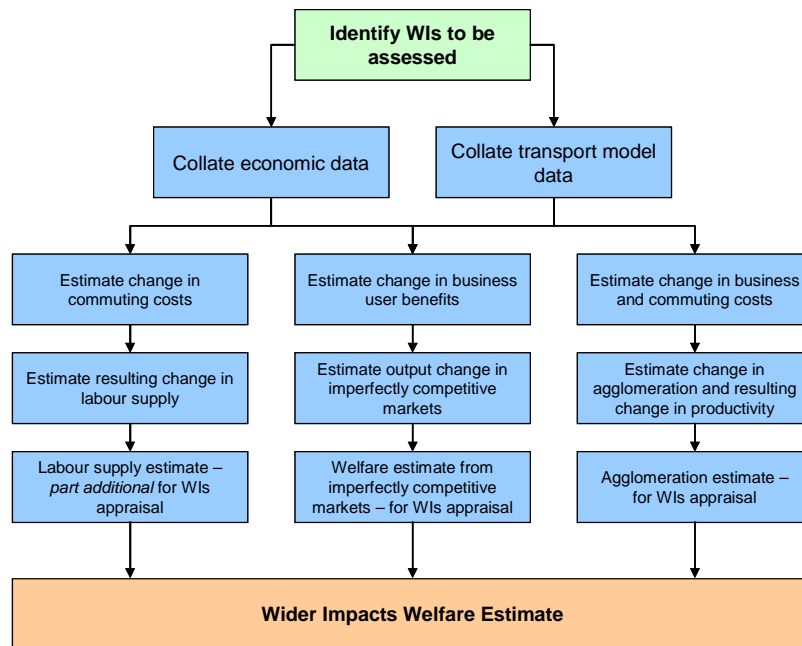 Identify WIs to be
assessed
Collate economic data
Collate transport model
data
Estimate change in
commuting costs
Estimate change in business
user benefits
Estimate change in business
and commuting costs
Estimate resulting change in
labour supply
Estimate output change in
imperfectly competitive
markets
Estimate change in
agglomeration and resulting
change in productivity
Labour supply estimate –
part additional for WIs
appraisal
Welfare estimate from
imperfectly competitive
markets – for WIs appraisal
Agglomeration estimate –
for WIs appraisal
Wider Impacts Welfare Estimate